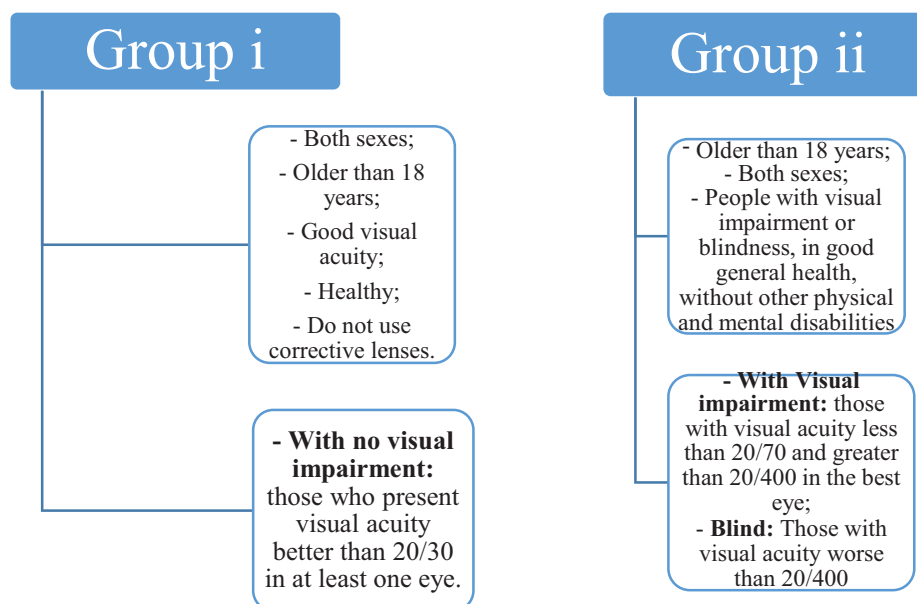 Group i
- Both sexes;
- Older than 18
years;
- Good visual
acuity;
- Healthy;
- Do not use
corrective lenses.
- With no visual
impairment:
those who present
visual acuity
better than 20/30
in at least one eye.
Group ii
- Older than 18 years;
- Both sexes;
- People with visual
impairment or
blindness, in good
general health,
without other physical
and mental disabilities
- With Visual
impairment: those
with visual acuity less
than 20/70 and greater
than 20/400 in the best
eye;
- Blind: Those with
visual acuity worse
than 20/400